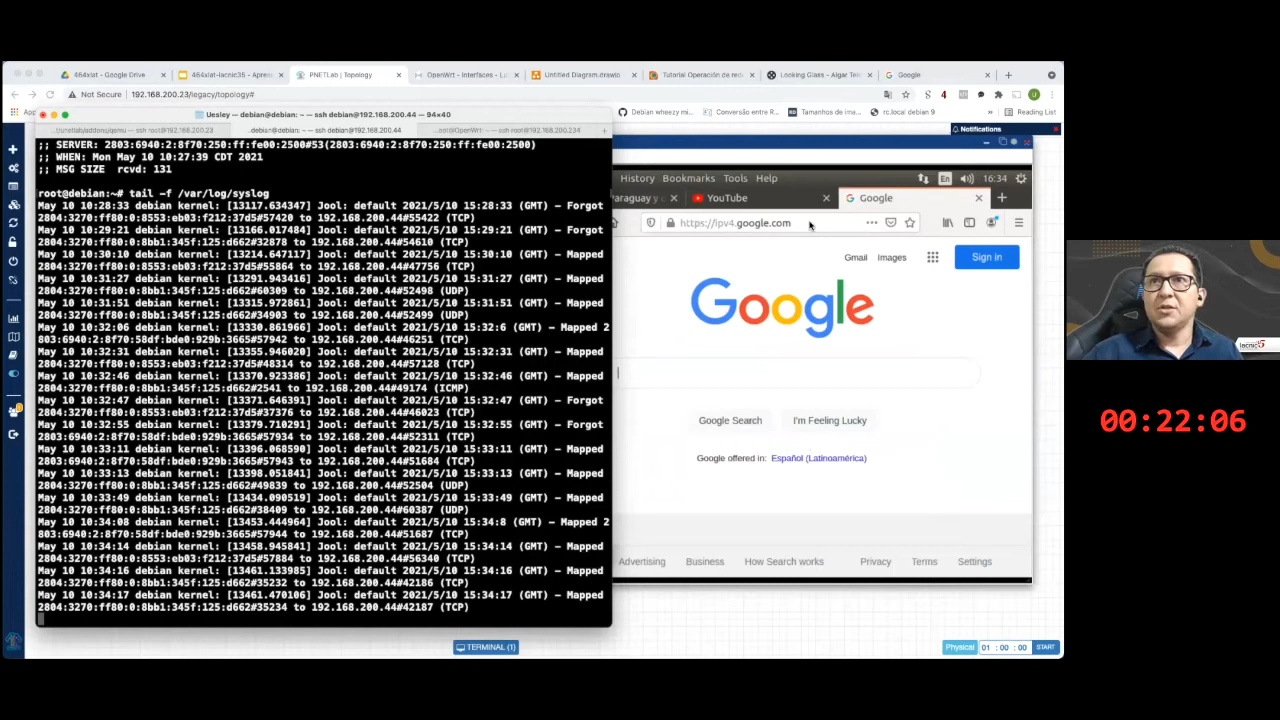 464xlat - Google Drive
464xlat-lacnic35 - Apres
PNETLab | Topology
OpenWrt - Interfaces - L
Untitled Diagram.drawio
Tutorial Operación de red
Looking Glass - Algar Tel
Google
Not Secure
192.168.200.23/legacy/topology#
Debian wheezy mi...
Conversão entre R...
Tamanhos de ima...
rc.local debian 9
Reading List
Uesley — debian@debian: ~ — ssh debian@192.168.200.44 — 94×40
Notifications
...tunetlab/addons/qemu — ssh root@192.168.200.23
..debian@debian: ~ — ssh debian@192.168.200.44
...oot@OpenWrt: ~ — ssh root@192.168.200.234
;; SERVER: 2803:6940:2:8f70:250:ff:fe00:2500#53(2803:6940:2:8f70:250:ff:fe00:2500)
;; WHEN: Mon May 10 10:27:39 CDT 2021
;; MSG SIZE  rcvd: 131
root@debian:~# tail -f /var/log/syslog
May 10 10:28:33 debian kernel: [13117.635347] Jool: default 2021/5/10 15:28:33 (GMT) — Forgot
2804:3270:ff80:0:8553:eb03:f212:37d5#57420 to 192.168.200.44#55422 (TCP)
May 10 10:29:21 debian kernel: [13166.019748] Jool: default 2021/5/10 15:29:21 (GMT) — Forgot
2804:3270:ff80:0:8bb1:345f:125:d662#32878 to 192.168.200.44#54610 (TCP)
May 10 10:30:10 debian kernel: [13214.647117] Jool: default 2021/5/10 15:30:10 (GMT) — Mapped
2804:3270:ff80:0:8553:eb03:f212:37d5#55814 to 192.168.200.44#47756 (TCP)
May 10 10:31:27 debian kernel: [13291.943416] Jool: default 2021/5/10 15:31:27 (GMT) — Mapped
2804:3270:ff80:0:8bb1:345f:125:d662#60309 to 192.168.200.44#52498 (UDP)
May 10 10:31:51 debian kernel: [13315.972861] Jool: default 2021/5/10 15:31:51 (GMT) — Mapped
2804:3270:ff80:0:8bb1:345f:125:d662#34903 to 192.168.200.44#52499 (UDP)
May 10 10:32:06 debian kernel: [13330.861966] Jool: default 2021/5/10 15:32:6 (GMT) — Mapped 2
803:6940:2:8f70:58df:bde0:929b:3665#57942 to 192.168.200.44#46251 (TCP)
May 10 10:32:31 debian kernel: [13355.946020] Jool: default 2021/5/10 15:32:31 (GMT) — Mapped
2804:3270:ff80:0:8553:eb03:f212:37d5#48314 to 192.168.200.44#57128 (TCP)
May 10 10:32:46 debian kernel: [13370.923386] Jool: default 2021/5/10 15:32:46 (GMT) — Mapped
2804:3270:ff80:0:8bb1:345f:125:d662#2541 to 192.168.200.44#49174 (ICMP)
May 10 10:32:47 debian kernel: [13371.646391] Jool: default 2021/5/10 15:32:47 (GMT) — Forgot
2804:3270:ff80:0:8553:eb03:f212:37d5#37376 to 192.168.200.44#46023 (TCP)
May 10 10:32:55 debian kernel: [13379.710291] Jool: default 2021/5/10 15:32:55 (GMT) — Forgot
2803:6940:2:8f70:58df:bde0:929b:3665#57934 to 192.168.200.44#52311 (TCP)
May 10 10:33:11 debian kernel: [13396.068590] Jool: default 2021/5/10 15:33:11 (GMT) — Mapped
2803:6940:2:8f70:58df:bde0:929b:3665#57943 to 192.168.200.44#51684 (TCP)
May 10 10:33:13 debian kernel: [13398.051841] Jool: default 2021/5/10 15:33:13 (GMT) — Mapped
2804:3270:ff80:0:8bb1:345f:125:d662#49839 to 192.168.200.44#52504 (UDP)
May 10 10:33:49 debian kernel: [13434.090519] Jool: default 2021/5/10 15:33:49 (GMT) — Mapped
2804:3270:ff80:0:8bb1:345f:125:d662#38409 to 192.168.200.44#60387 (UDP)
May 10 10:34:08 debian kernel: [13453.444964] Jool: default 2021/5/10 15:34:8 (GMT) — Mapped 2
803:6940:2:8f70:58df:bde0:929b:3665#57944 to 192.168.200.44#51687 (TCP)
May 10 10:34:14 debian kernel: [13458.945841] Jool: default 2021/5/10 15:34:14 (GMT) — Mapped
2804:3270:ff80:0:8553:eb03:f212:37d5#57884 to 192.168.200.44#56340 (TCP)
May 10 10:34:16 debian kernel: [13461.133985] Jool: default 2021/5/10 15:34:16 (GMT) — Mapped
2804:3270:ff80:0:8bb1:345f:125:d662#35232 to 192.168.200.44#42186 (TCP)
May 10 10:34:17 debian kernel: [13461.470106] Jool: default 2021/5/10 15:34:17 (GMT) — Mapped
2804:3270:ff80:0:8bb1:345f:125:d662#35234 to 192.168.200.44#42187 (TCP)
History Bookmarks Tools Help
En
16:34
Paraguay y c
YouTube
Google
https://ipv4.google.com
Gmail Images
Sign in
Google
Google Search
I'm Feeling Lucky
Google offered in: Español (Latinoamérica)
Advertising Business How Search works Privacy Terms Settings
TERMINAL (1)
Physical
01 : 00 : 00
START
lacnic35
00:22:06